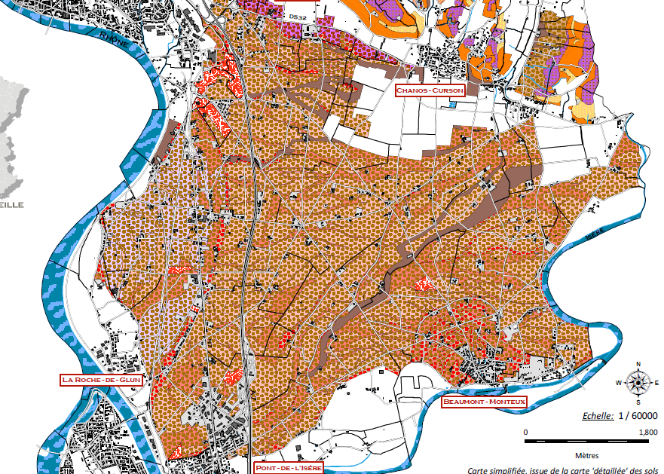 D532
RHÔNE
CHANOS-CURSON
EILLE
ISÈRE
LA ROCHE-DE-GLUN
BEAUMONT-MONTEUX
PONT-DE-L'ISÈRE
N
W
E
S
Echelle: 1 / 60000
0
1,800
Mètres
Carte simplifiée, issue de la carte 'détaillée' des sols